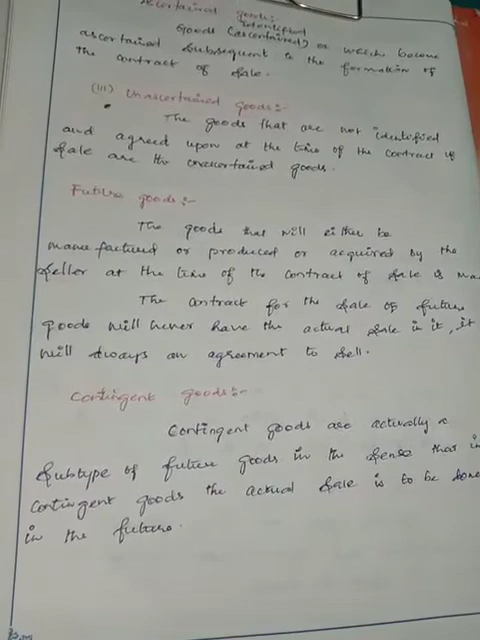 Ascertained goods:-
Goods identified (ascertained) or which become
ascertained subsequent to the formation of
the contract of sale.
(iii) Unascertained goods:-
The goods that are not identified
and agreed upon at the time of the contract of
sale are the unascertained goods.
Future goods:-
The goods that will either be
manufactured or produced or acquired by the
seller at the time of the contract of sale is ma
The contract for the sale of future
goods will never have the actual sale in it, it
will always an agreement to sell.
Contingent goods:-
Contingent goods are actually a
subtype of future goods in the sense that in
contingent goods the actual sale is to be done
in the future.